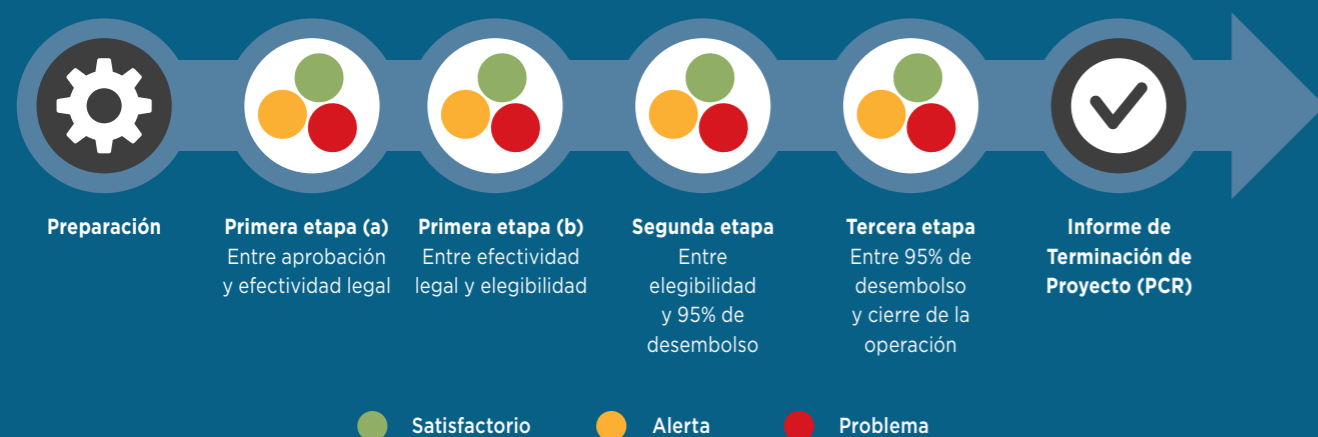 Preparación
Primera etapa (a)
Entre aprobación
y efectividad legal
Primera etapa (b)
Entre efectividad
legal y elegibilidad
Segunda etapa
Entre
elegibilidad
y 95% de
desembolso
Tercera etapa
Entre 95% de
desembolso
y cierre de la
operación
Informe de
Terminación de
Proyecto (PCR)
Satisfactorio
Alerta
Problema